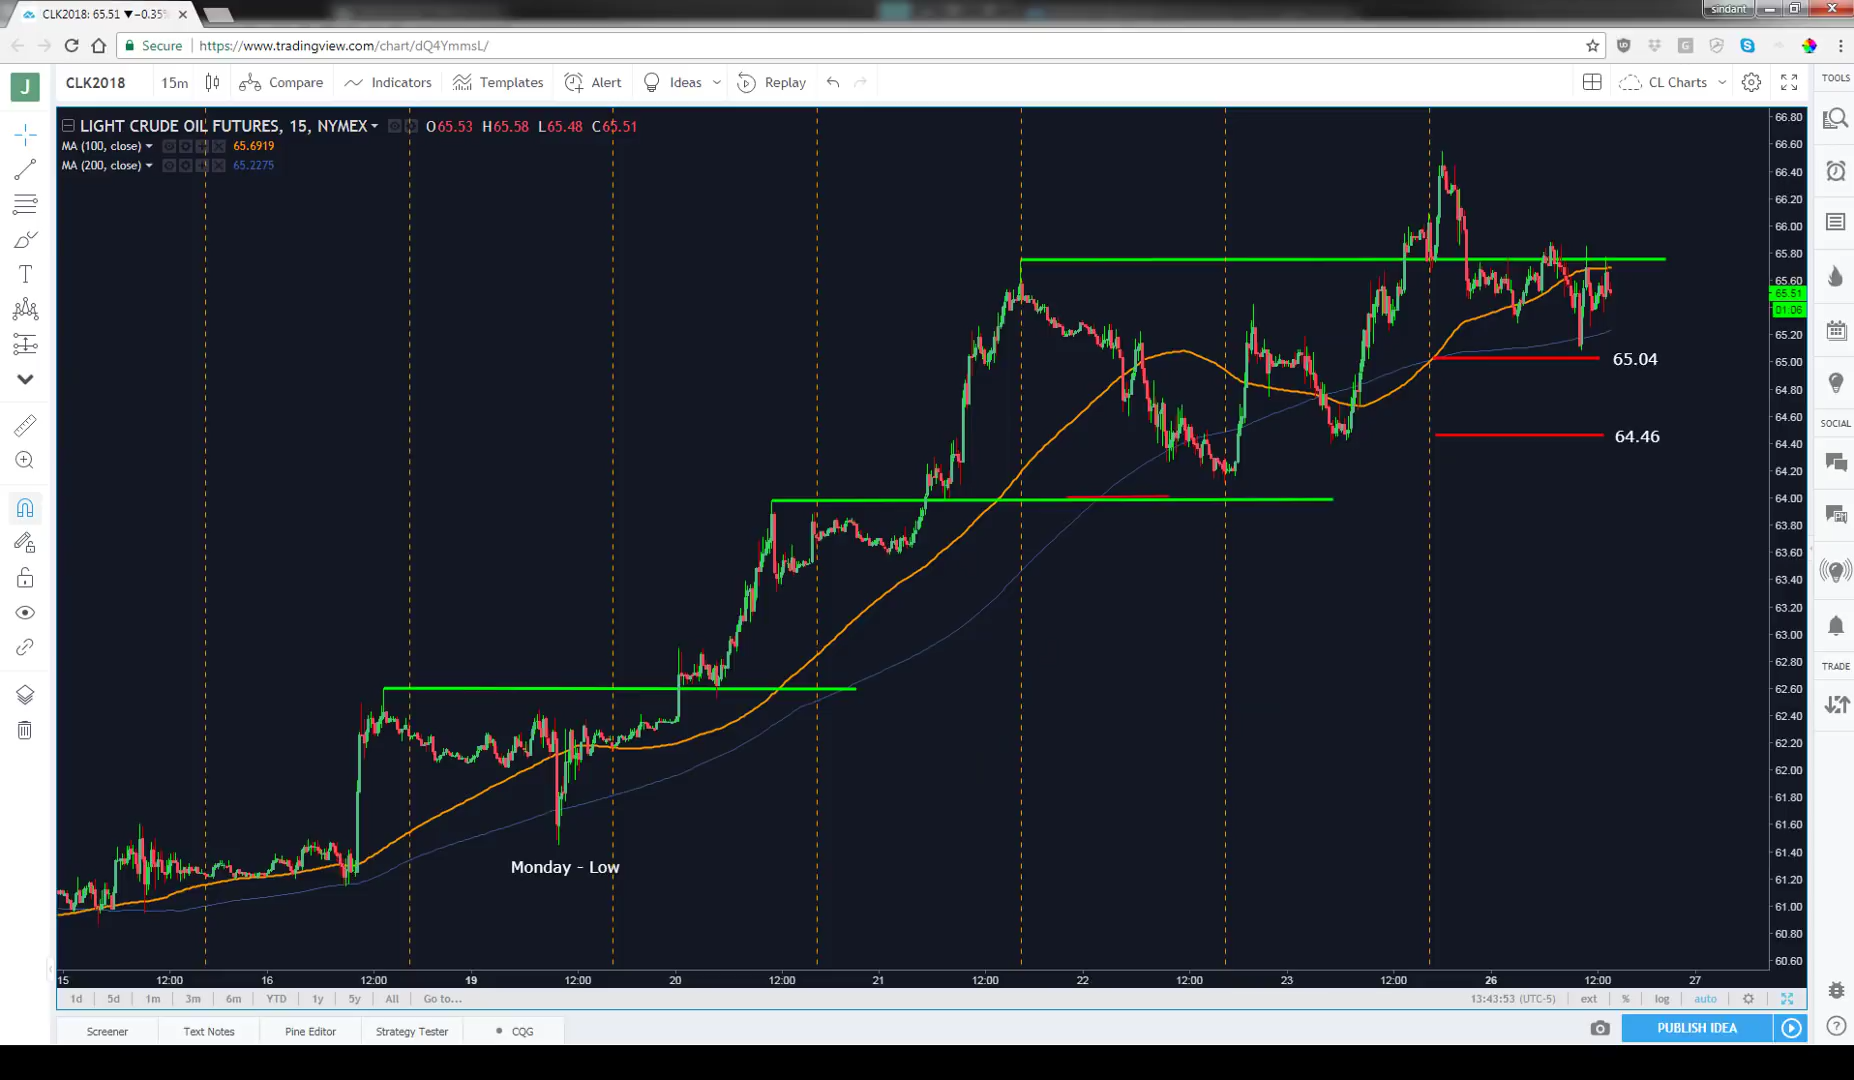 CLK2018: 65.51 ▼−0.35%
sindant
Secure https://www.tradingview.com/chart/dQ4YmmsL/
J CLK2018 15m Compare Indicators Templates Alert Ideas Replay CL Charts TOOLS
LIGHT CRUDE OIL FUTURES, 15, NYMEX O65.53 H65.58 L65.48 C65.51
MA (100, close) 65.6919
MA (200, close) 65.2275
66.80
66.60
66.40
66.20
66.00
65.80
65.60
65.51
01:06
65.20
65.00
64.80
64.60
64.40
64.20
64.00
63.80
63.60
63.40
63.20
63.00
62.80
62.60
62.40
62.20
62.00
61.80
61.60
61.40
61.20
61.00
60.80
60.60
65.04
64.46
Monday - Low
SOCIAL
TRADE
15 12:00 16 12:00 19 12:00 20 12:00 21 12:00 22 12:00 23 12:00 26 12:00 27
1d 5d 1m 3m 6m YTD 1y 5y All Go to... 13:43:53 (UTC-5) ext % log auto
Screener Text Notes Pine Editor Strategy Tester CQG PUBLISH IDEA